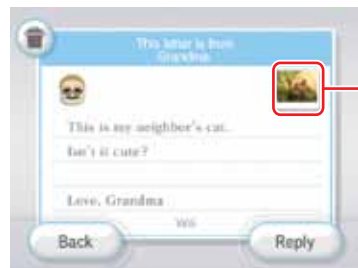 This letter is from
Grandma
This is my neighbor's cat.
Isn't it cute?
Love, Grandma
Wii
Back
Reply